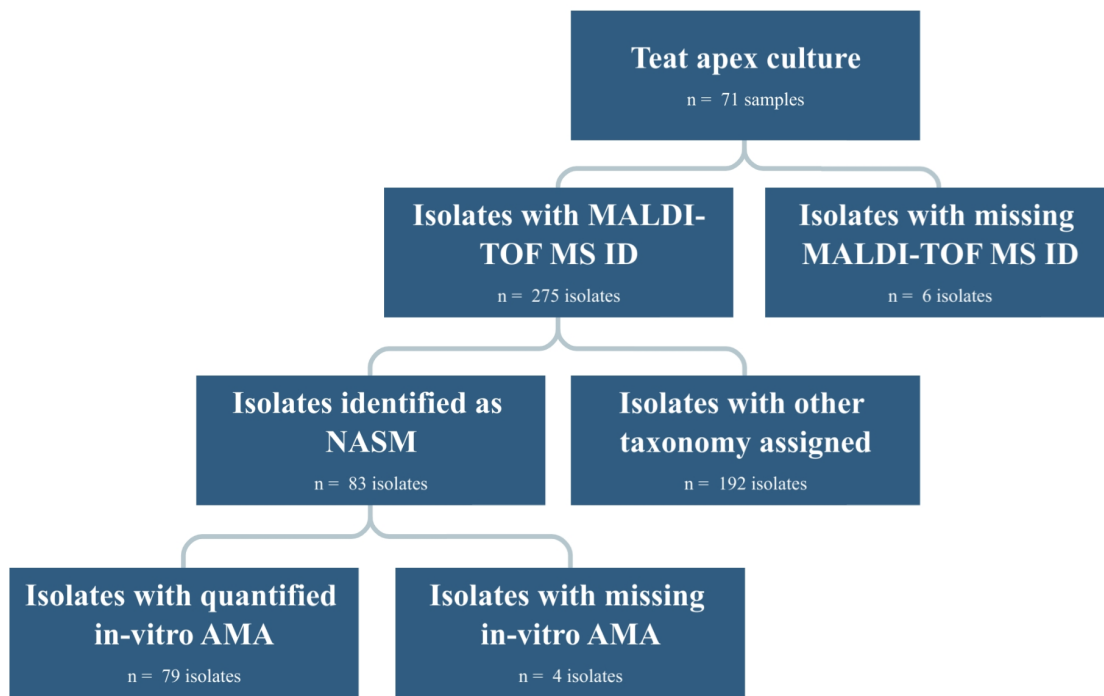 Teat apex culture
n = 71 samples
Isolates with MALDI-
TOF MS ID
n = 275 isolates
Isolates with missing
MALDI-TOF MS ID
n = 6 isolates
Isolates identified as
NASM
n = 83 isolates
Isolates with other
taxonomy assigned
n = 192 isolates
Isolates with quantified
in-vitro AMA
n = 79 isolates
Isolates with missing
in-vitro AMA
n = 4 isolates